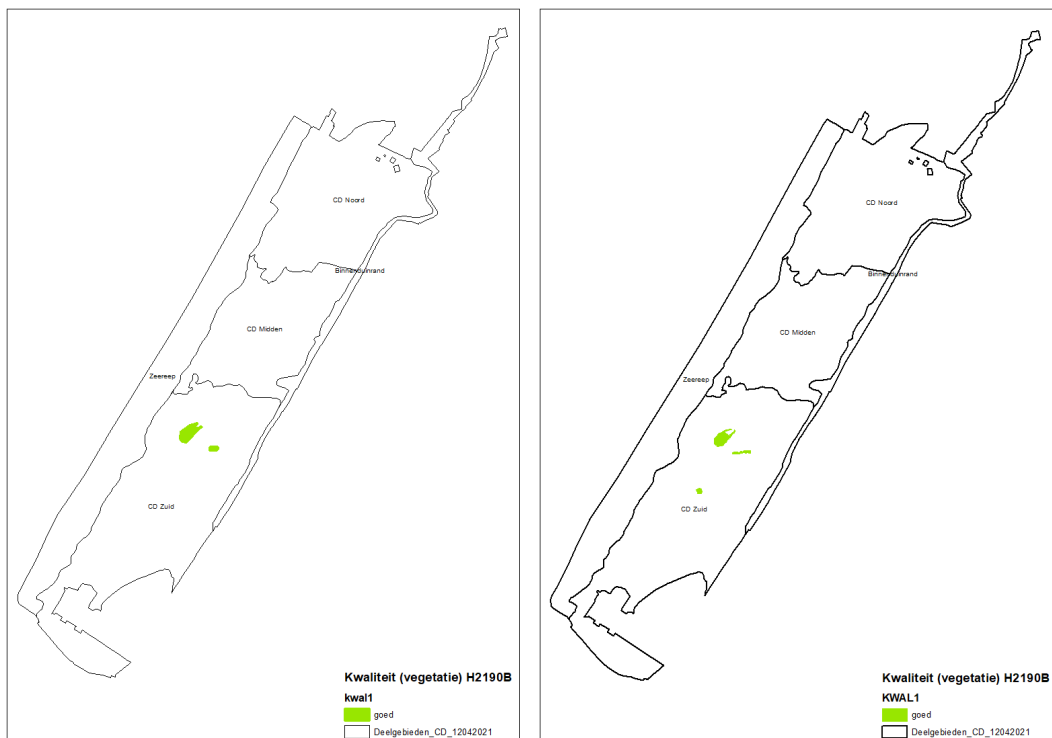 CD Noord
Binnenduinrand
CD Midden
Zeereep
CD Zuid
Kwaliteit (vegetatie) H2190B
kwal1
goed
Deelgebieden_CD_12042021
CD Noord
Binnenduinrand
CD Midden
Zeereep
CD Zuid
Kwaliteit (vegetatie) H2190B
KWAL1
goed
Deelgebieden_CD_12042021